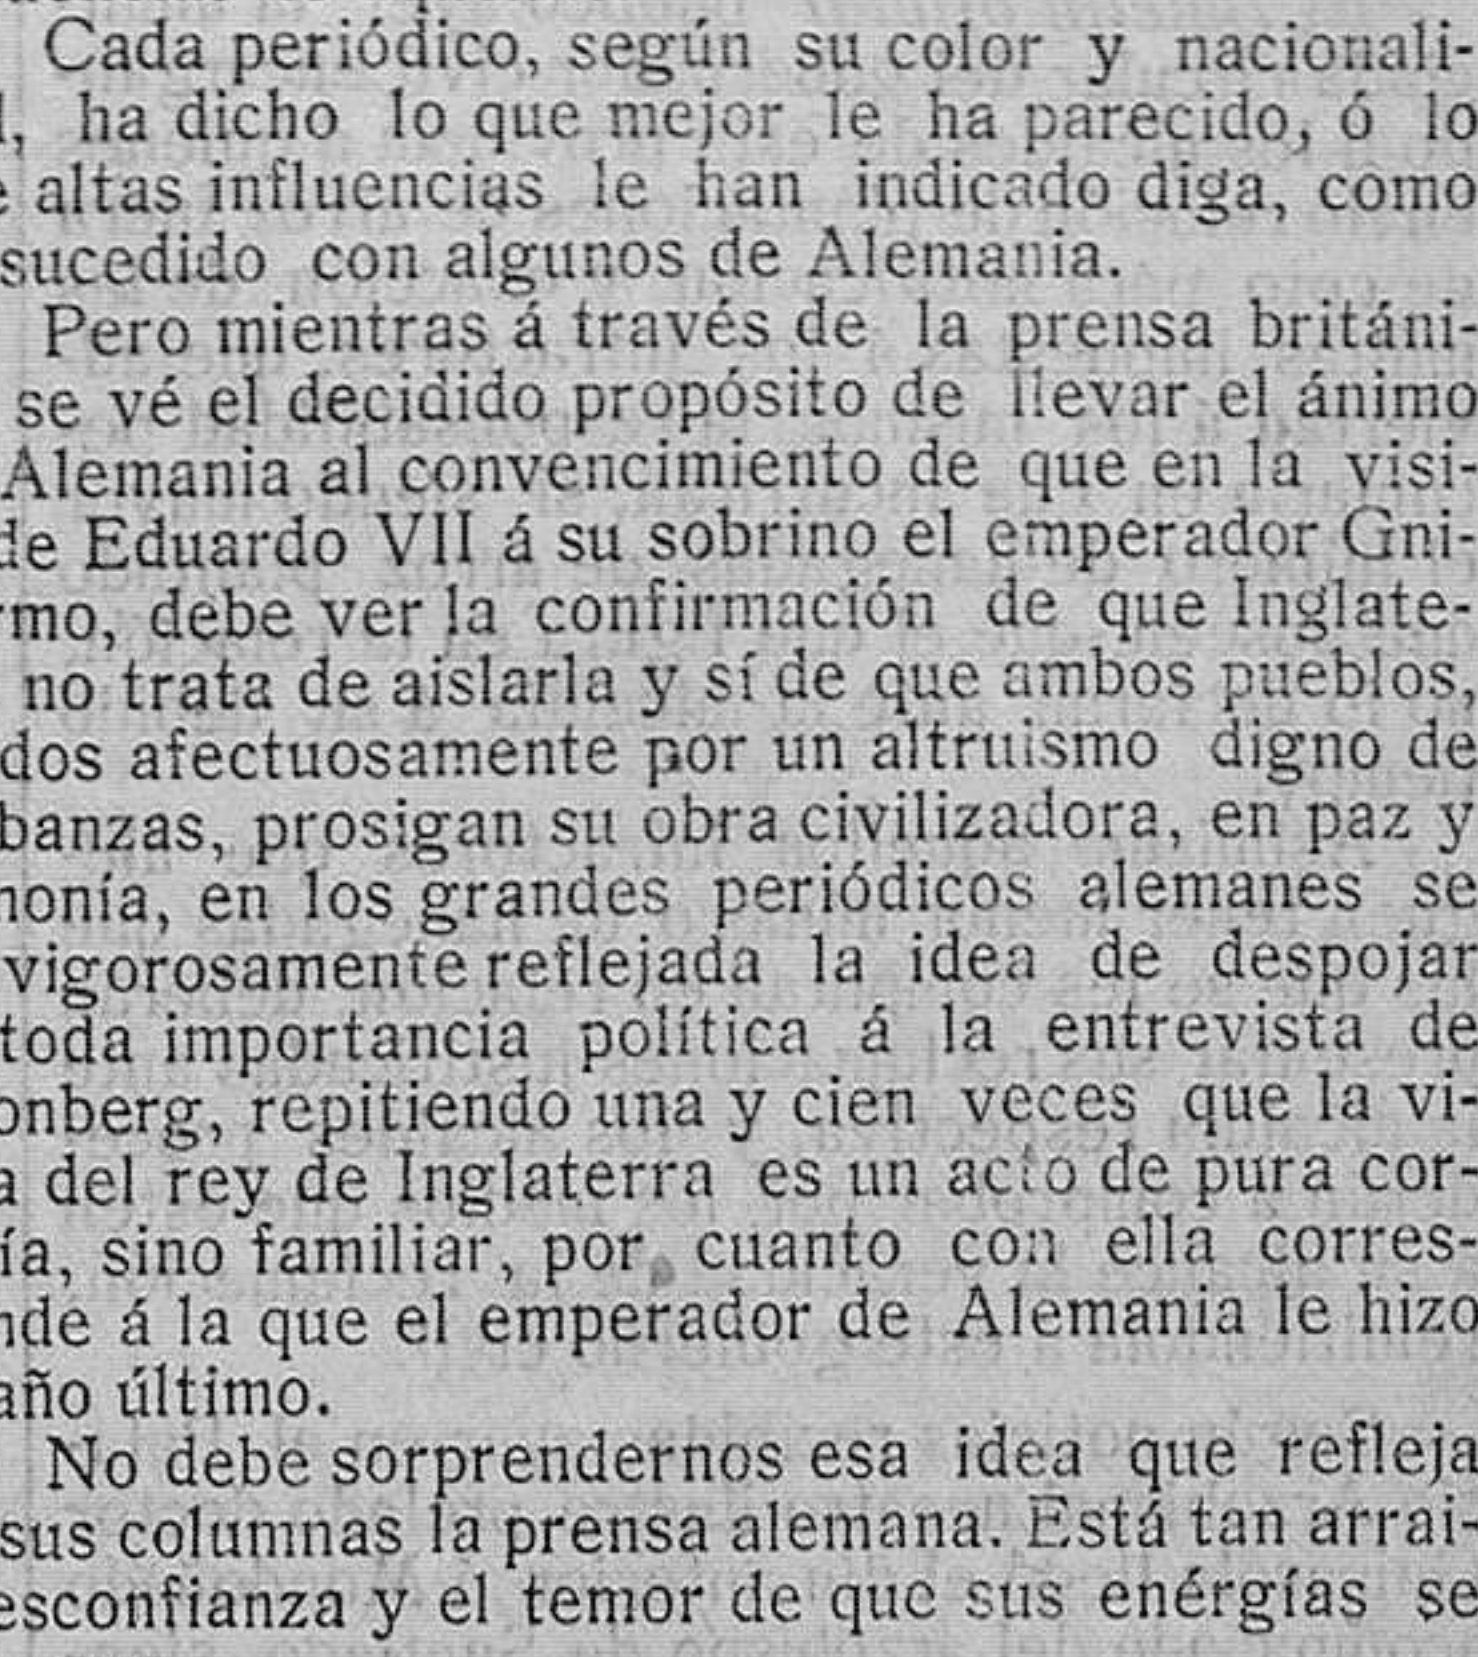 Cada periódico, según su color y nacionali-
, ha dicho lo que mejor le ha parecido, ó lo
altas influencias le han indicado diga, como
sucedido con algunos de Alemania.
Pero mientras á través de la prensa británi-
se vé el decidido propósito de llevar el ánimo
Alemania al convencimiento de que en la visi-
de Eduardo VII á su sobrino el emperador Gni-
rmo, debe ver la confirmación de que Inglate-
no trata de aislarla y sí de que ambos pueblos,
dos afectuosamente por un altruismo digno de
banzas, prosigan su obra civilizadora, en paz y
monía, en los grandes periódicos alemanes se
vigorosamente reflejada la idea de despojar
toda importancia política á la entrevista de
onberg, repitiendo una y cien veces que la vi-
a del rey de Inglaterra es un acto de pura cor-
ía, sino familiar, por cuanto con ella corres-
nde á la que el emperador de Alemania le hizo
año último.
No debe sorprendernos esa idea que refleja
sus columnas la prensa alemana. Está tan arrai-
esconfianza y el temor de que sus enérgías se